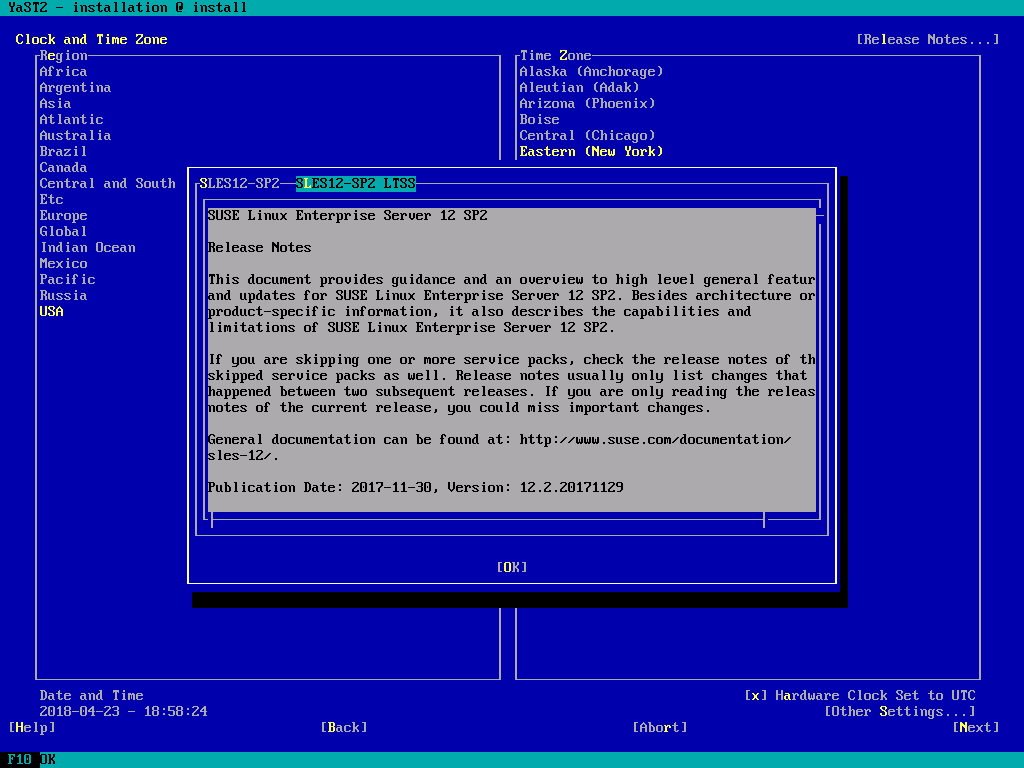 YaST2 - installation @ install
Clock and Time Zone [Release Notes...]
Region
Africa
Argentina
Asia
Atlantic
Australia
Brazil
Canada
Central and South
Etc
Europe
Global
Indian Ocean
Mexico
Pacific
Russia
USA
Time Zone
Alaska (Anchorage)
Aleutian (Adak)
Arizona (Phoenix)
Boise
Central (Chicago)
Eastern (New York)
SLES12-SP2 SLES12-SP2 LTSS
SUSE Linux Enterprise Server 12 SP2
Release Notes
This document provides guidance and an overview to high level general featur
and updates for SUSE Linux Enterprise Server 12 SP2. Besides architecture or
product-specific information, it also describes the capabilities and
limitations of SUSE Linux Enterprise Server 12 SP2.
If you are skipping one or more service packs, check the release notes of th
skipped service packs as well. Release notes usually only list changes that
happened between two subsequent releases. If you are only reading the releas
notes of the current release, you could miss important changes.
General documentation can be found at: http://www.suse.com/documentation/
sles-12/.
Publication Date: 2017-11-30, Version: 12.2.20171129
[OK]
Date and Time
2018-04-23 - 18:58:24
[x] Hardware Clock Set to UTC
[Other Settings...]
[Help] [Back] [Abort] [Next]
F10 OK